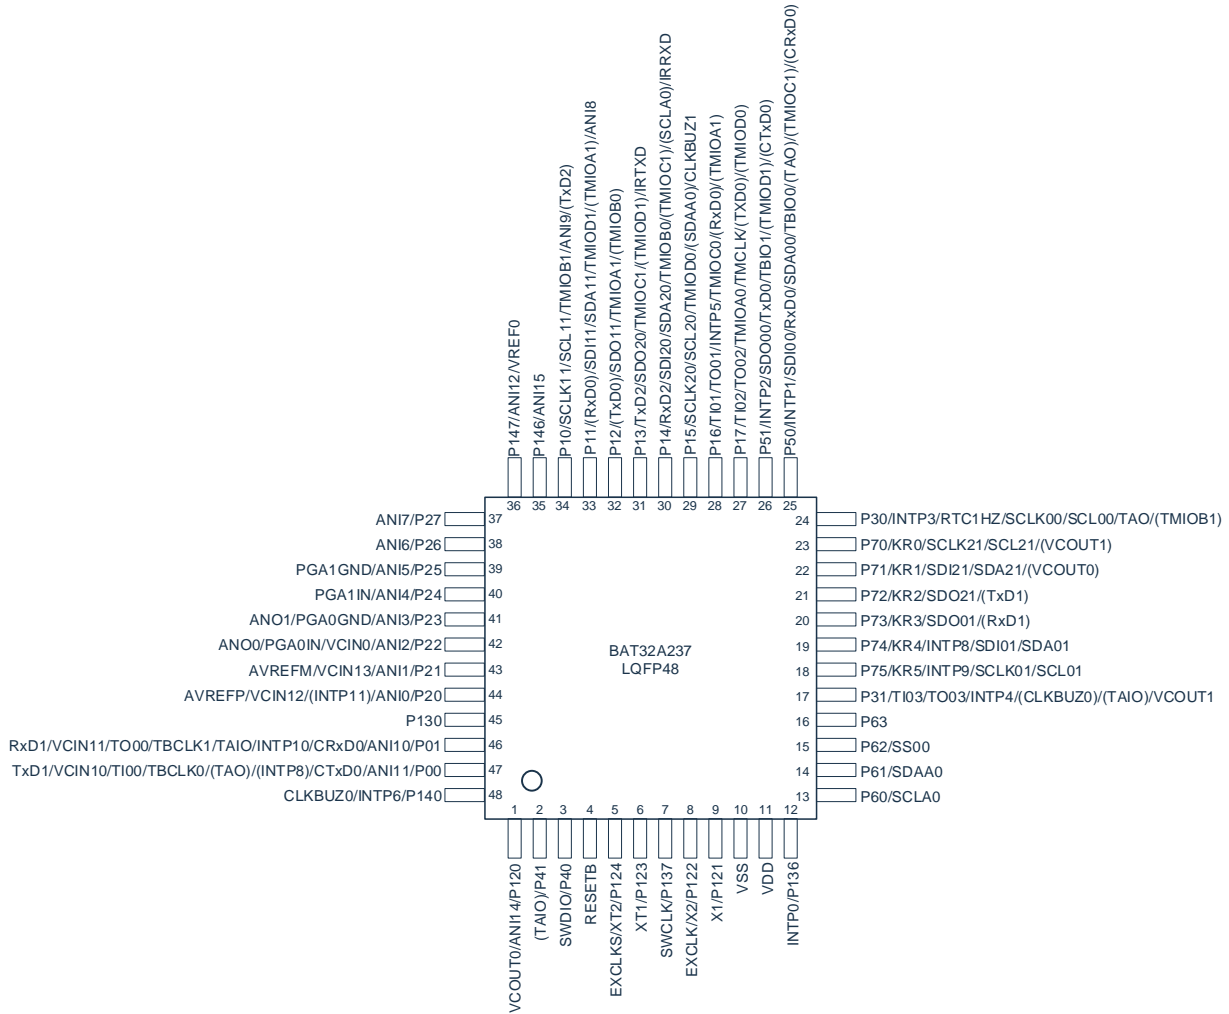 P147/ANI12/VREF0
P146/ANI15
P10/SCLK11/SCL11/TMIOB1/ANI9/(TxD2)
P11/(RxD0)/SDI11/SDA11/TMIOD1/(TMIOA1)/ANI8
P12/(TxD0)/SDO11/TMIOA1/(TMIOB0)
P13/TxD2/SDO20/TMIOC1/(TMIOD1)/IRTXD
P14/RxD2/SDI20/SDA20/TMIOB0/(TMIOC1)/(SCLA0)/IRRXD
P15/SCLK20/SCL20/TMIOD0/(SDAA0)/CLKBUZ1
P16/TI01/TO01/INTP5/TMIOC0/(RxD0)/(TMIOA1)
P17/TI02/TO02/TMIOA0/TMCLK/(TXD0)/(TMIOD0)
P51/INTP2/SDO00/TxD0/TBIO1/(TMIOD1)/(CTxD0)
P50/INTP1/SDI00/RxD0/SDA00/TBIO0/(TAO)/(TMIOC1)/(CRxD0)
36 35 34 33 32 31 30 29 28 27 26 25
ANI7/P27 37
ANI6/P26 38
PGA1GND/ANI5/P25 39
PGA1IN/ANI4/P24 40
ANO1/PGA0GND/ANI3/P23 41
ANO0/PGA0IN/VCIN0/ANI2/P22 42
AVREFM/VCIN13/ANI1/P21 43
AVREFP/VCIN12/(INTP11)/ANI0/P20 44
P130 45
RxD1/VCIN11/TO00/TBCLK1/TAIO/INTP10/CRxD0/ANI10/P01 46
TxD1/VCIN10/TI00/TBCLK0/(TAO)/(INTP8)/CTxD0/ANI11/P00 47
CLKBUZ0/INTP6/P140 48
BAT32A237
LQFP48
24 P30/INTP3/RTC1HZ/SCLK00/SCL00/TAO/(TMIOB1)
23 P70/KR0/SCLK21/SCL21/(VCOUT1)
22 P71/KR1/SDI21/SDA21/(VCOUT0)
21 P72/KR2/SDO21/(TxD1)
20 P73/KR3/SDO01/(RxD1)
19 P74/KR4/INTP8/SDI01/SDA01
18 P75/KR5/INTP9/SCLK01/SCL01
17 P31/TI03/TO03/INTP4/(CLKBUZ0)/(TAIO)/VCOUT1
16 P63
15 P62/SS00
14 P61/SDAA0
13 P60/SCLA0
1 2 3 4 5 6 7 8 9 10 11 12
VCOUT0/ANI14/P120
(TAIO)/P41
SWDIO/P40
RESETB
EXCLKS/XT2/P124
XT1/P123
SWCLK/P137
EXCLK/X2/P122
X1/P121
VSS
VDD
INTP0/P136